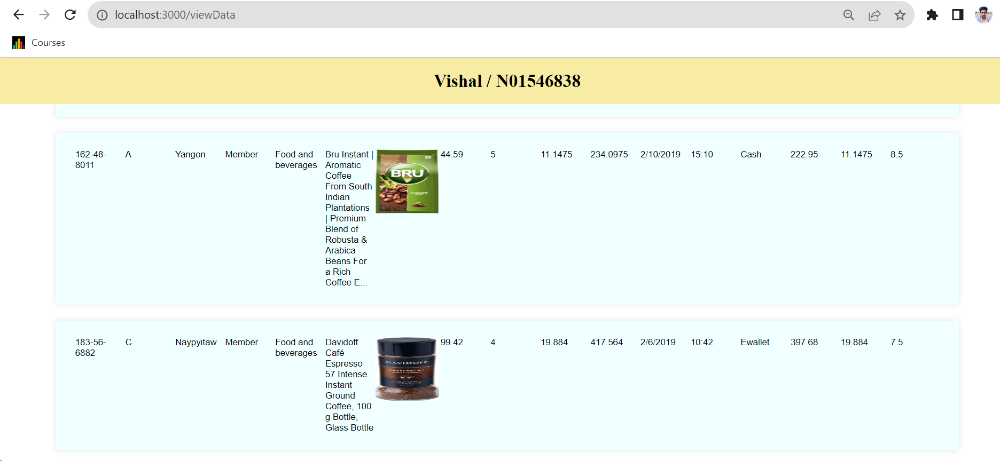 localhost:3000/viewData
Courses
Vishal / N01546838
162-48- A Yangon Member Food and Bru Instant | 44.59 5 11.1475 234.0975 2/10/2019 15:10 Cash 222.95 11.1475 8.5
8011 beverages Aromatic
Coffee
From South
Indian
Plantations
| Premium
Blend of
Robusta &
Arabica
Beans For
a Rich
Coffee E...
BRU
Instant
183-56- C Naypyitaw Member Food and Davidoff 99.42 4 19.884 417.564 2/6/2019 10:42 Ewallet 397.68 19.884 7.5
6882 beverages Café
Espresso
57 Intense
Instant
Ground
Coffee, 100
g Bottle,
Glass Bottle
DAVIDOFF